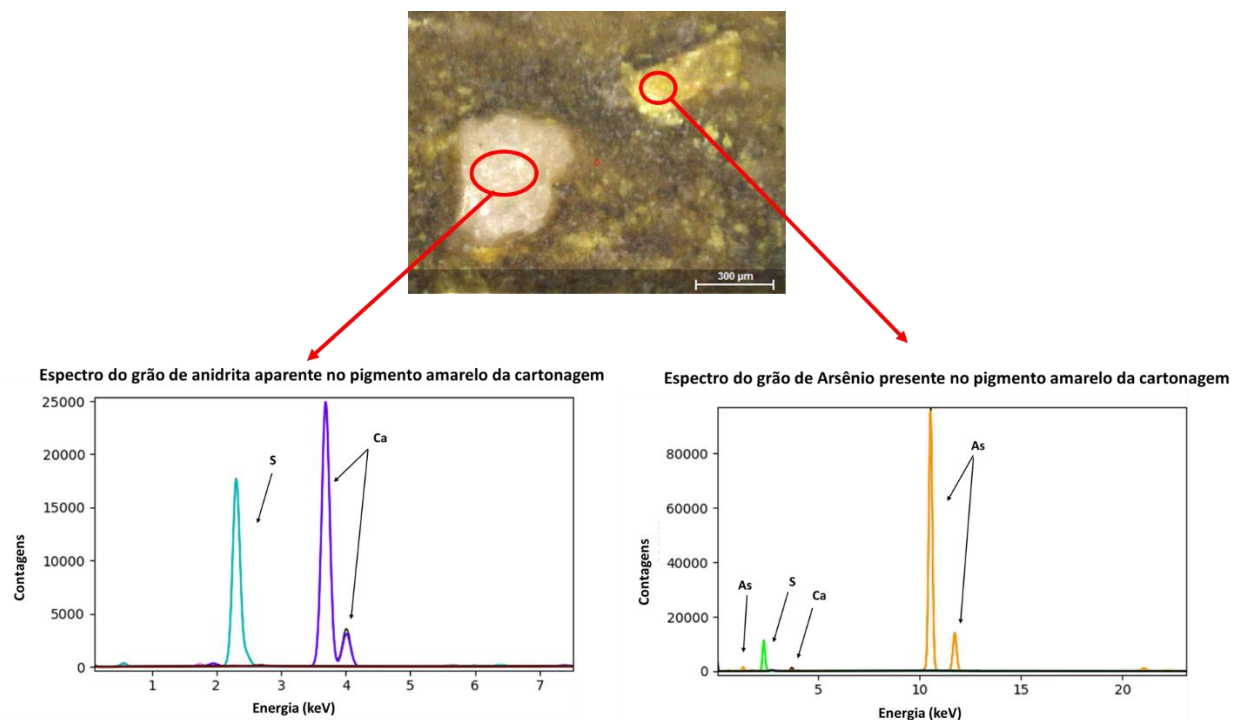 300 µm
Espectro do grão de anidrita aparente no pigmento amarelo da cartonagem
25000
20000
15000
10000
5000
0
Contagens
S
Ca
1
2
3
4
5
6
7
Energia (keV)
Espectro do grão de Arsênio presente no pigmento amarelo da cartonagem
80000
60000
40000
20000
0
Contagens
As
As
S
Ca
5
10
15
20
Energia (keV)